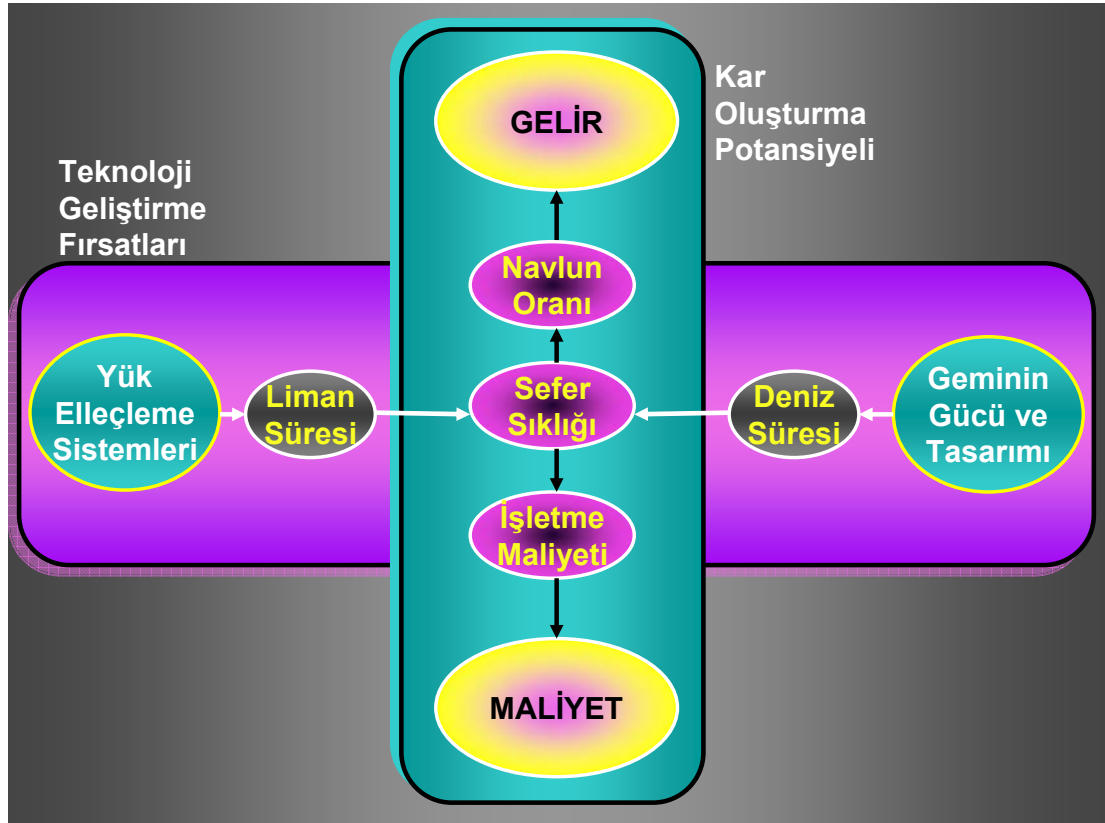 GELİR
Kar
Oluşturma
Potansiyeli
Teknoloji
Geliştirme
Fırsatları
Navlun
Oranı
Yük
Elleçleme
Sistemleri
Liman
Süresi
Sefer
Sıklığı
Deniz
Süresi
Geminin
Gücü ve
Tasarımı
İşletme
Maliyeti
MALİYET